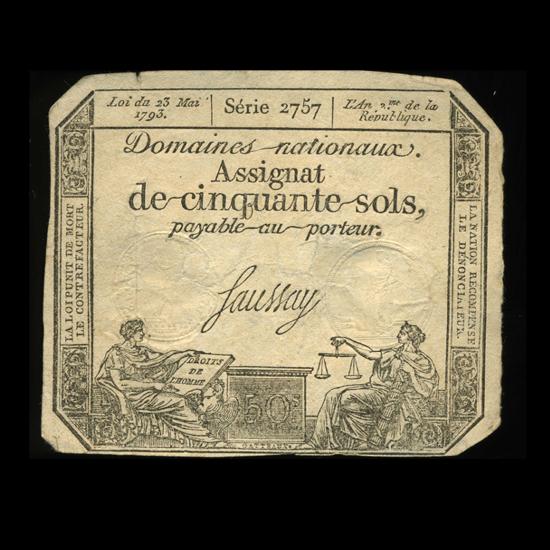 Loi du 23 Mai
1793.
Série 2757
L'An 2.me de la
République.
Domaines nationaux.
Assignat
de cinquante sols,
payable au porteur.
LA LOI PUNIT DE MORT
LE CONTREFACTEUR.
LA NATION RÉCOMPENSE
LE DÉNONCIATEUR.
Saussay
DROITS
DE
L'HOMME
50
GATTEAUX